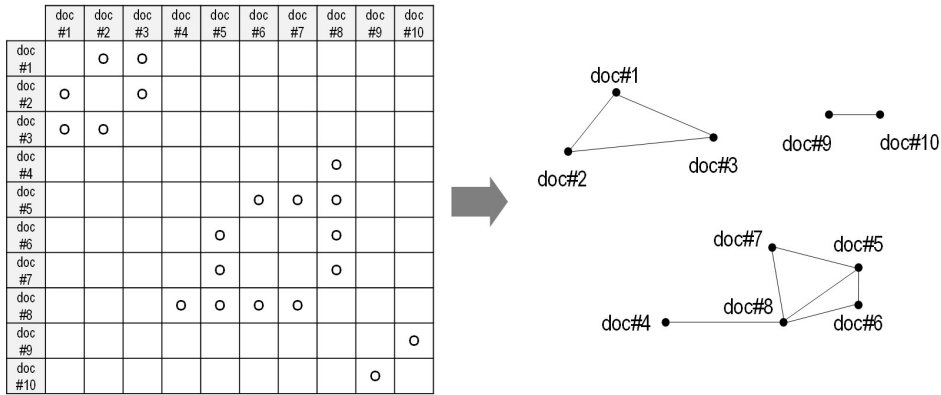 doc doc doc doc doc doc doc doc doc doc
#1 #2 #3 #4 #5 #6 #7 #8 #9 #10
doc
#1
O O
doc
#2
O O
doc
#3
O O
doc
#4
O
doc
#5
O O O
doc
#6
O O
doc
#7
O O
doc
#8
O O O O
doc
#9
O
doc
#10
O
doc#1
doc#2
doc#3
doc#9
doc#10
doc#7
doc#5
doc#8
doc#4
doc#6